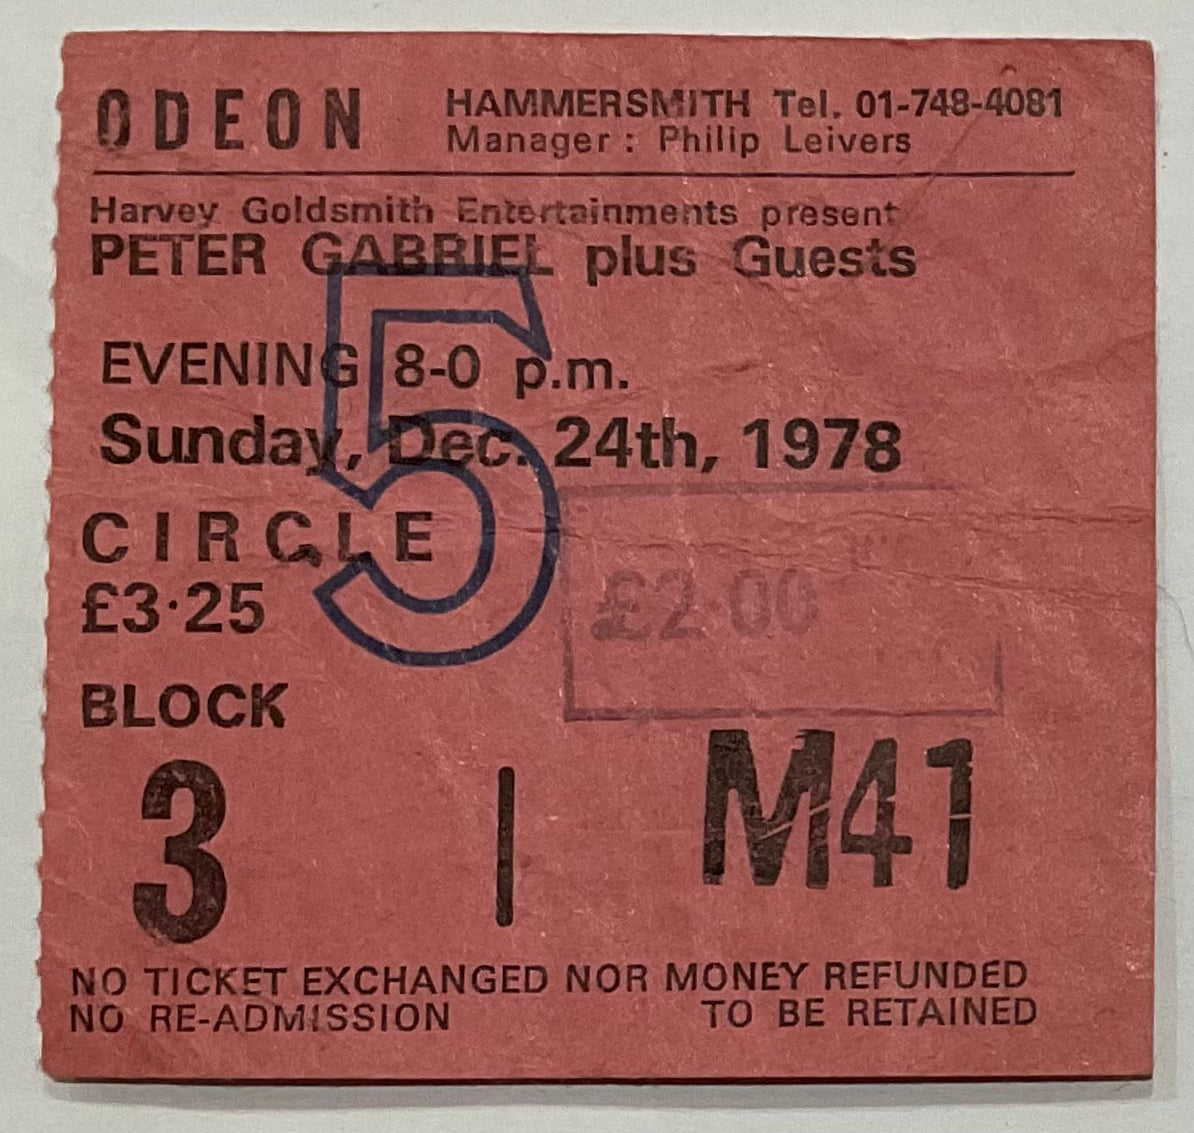 ODEON HAMMERSMITH Tel. 01-748-4081
Manager : Philip Leivers
Harvey Goldsmith Entertainments present
PETER GABRIEL plus Guests
EVENING 8-0 p.m.
Sunday, Dec. 24th, 1978
5
CIRCLE
£3·25
£2·00
BLOCK
3 | M41
NO TICKET EXCHANGED NOR MONEY REFUNDED
NO RE-ADMISSION TO BE RETAINED